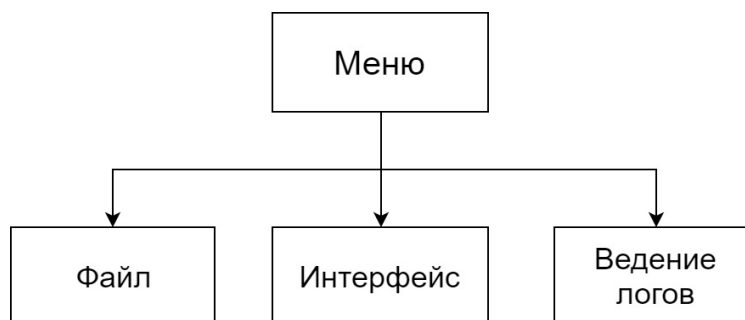 Меню
Файл
Интерфейс
Ведение
логов